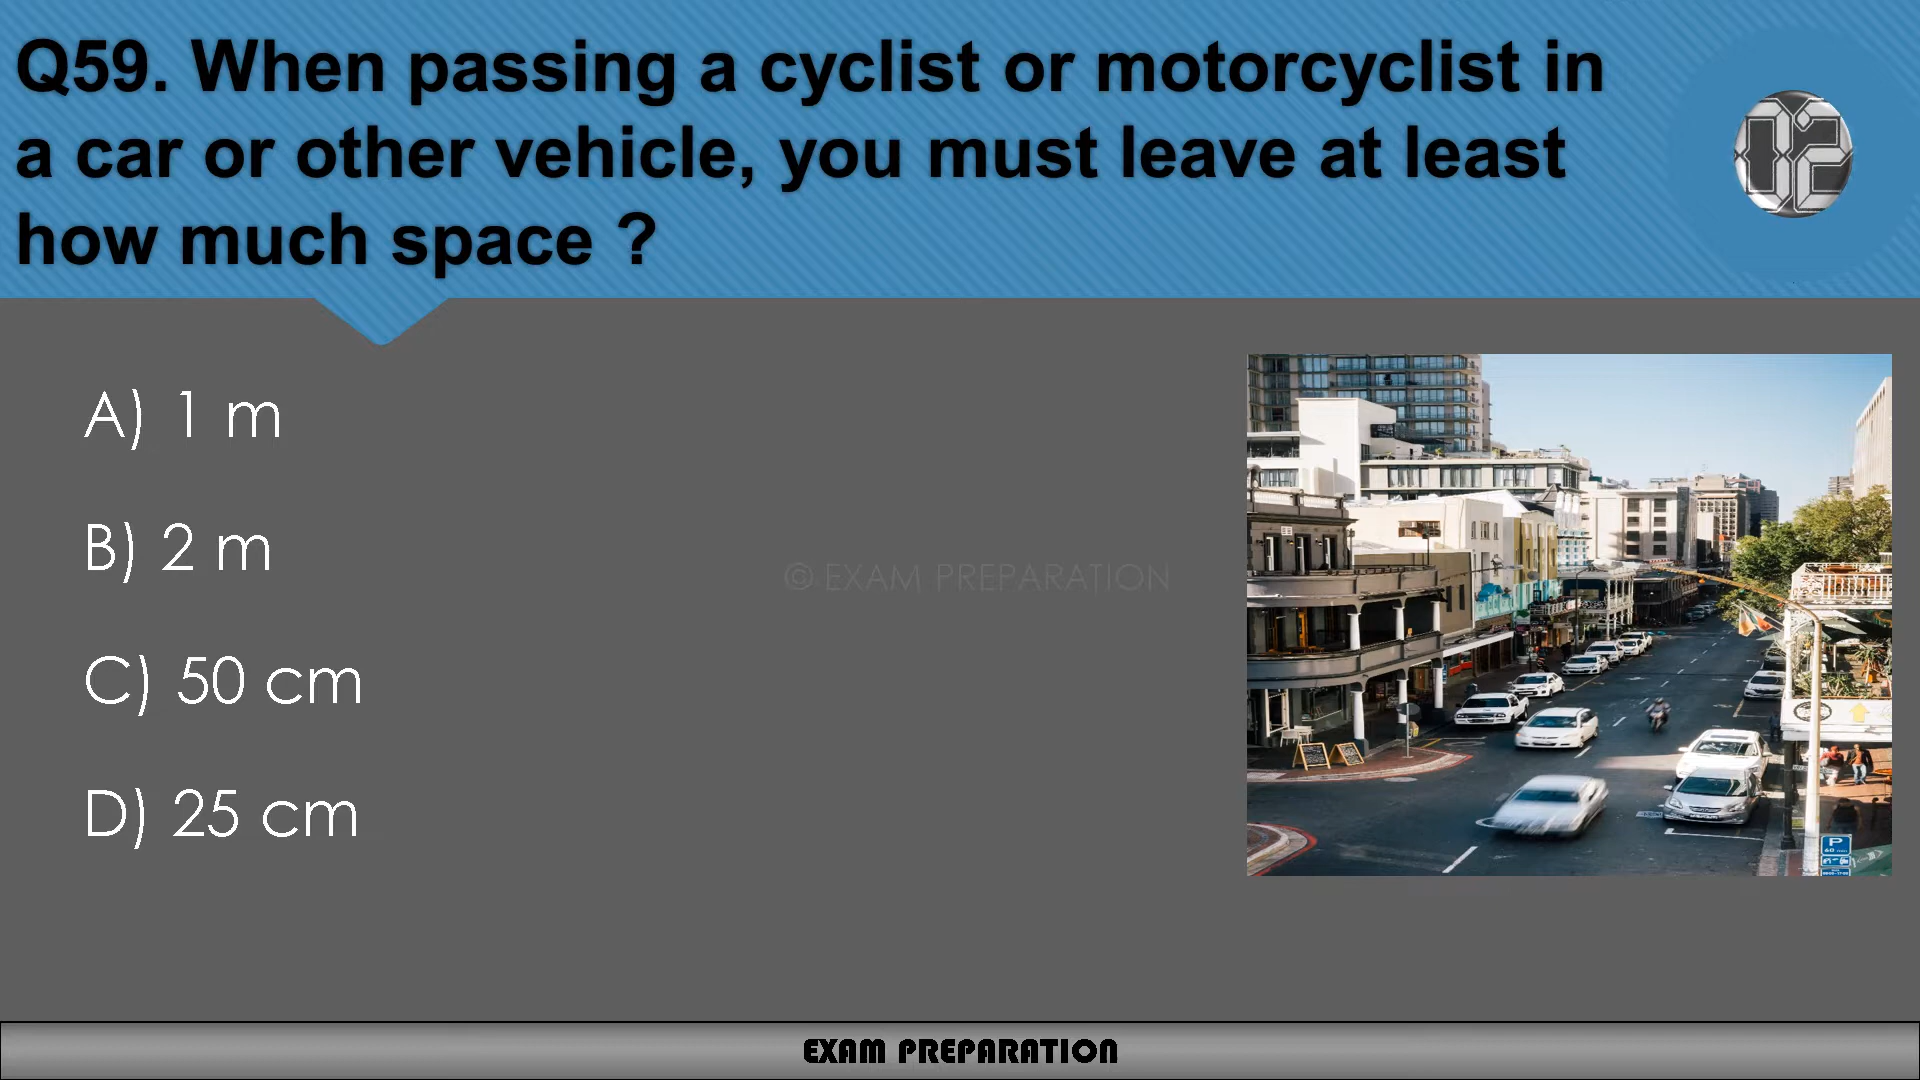 Q59. When passing a cyclist or motorcyclist in
a car or other vehicle, you must leave at least
how much space ?
02
A) 1 m
B) 2 m
C) 50 cm
D) 25 cm
© EXAM PREPARATION
P
EXAM PREPARATION